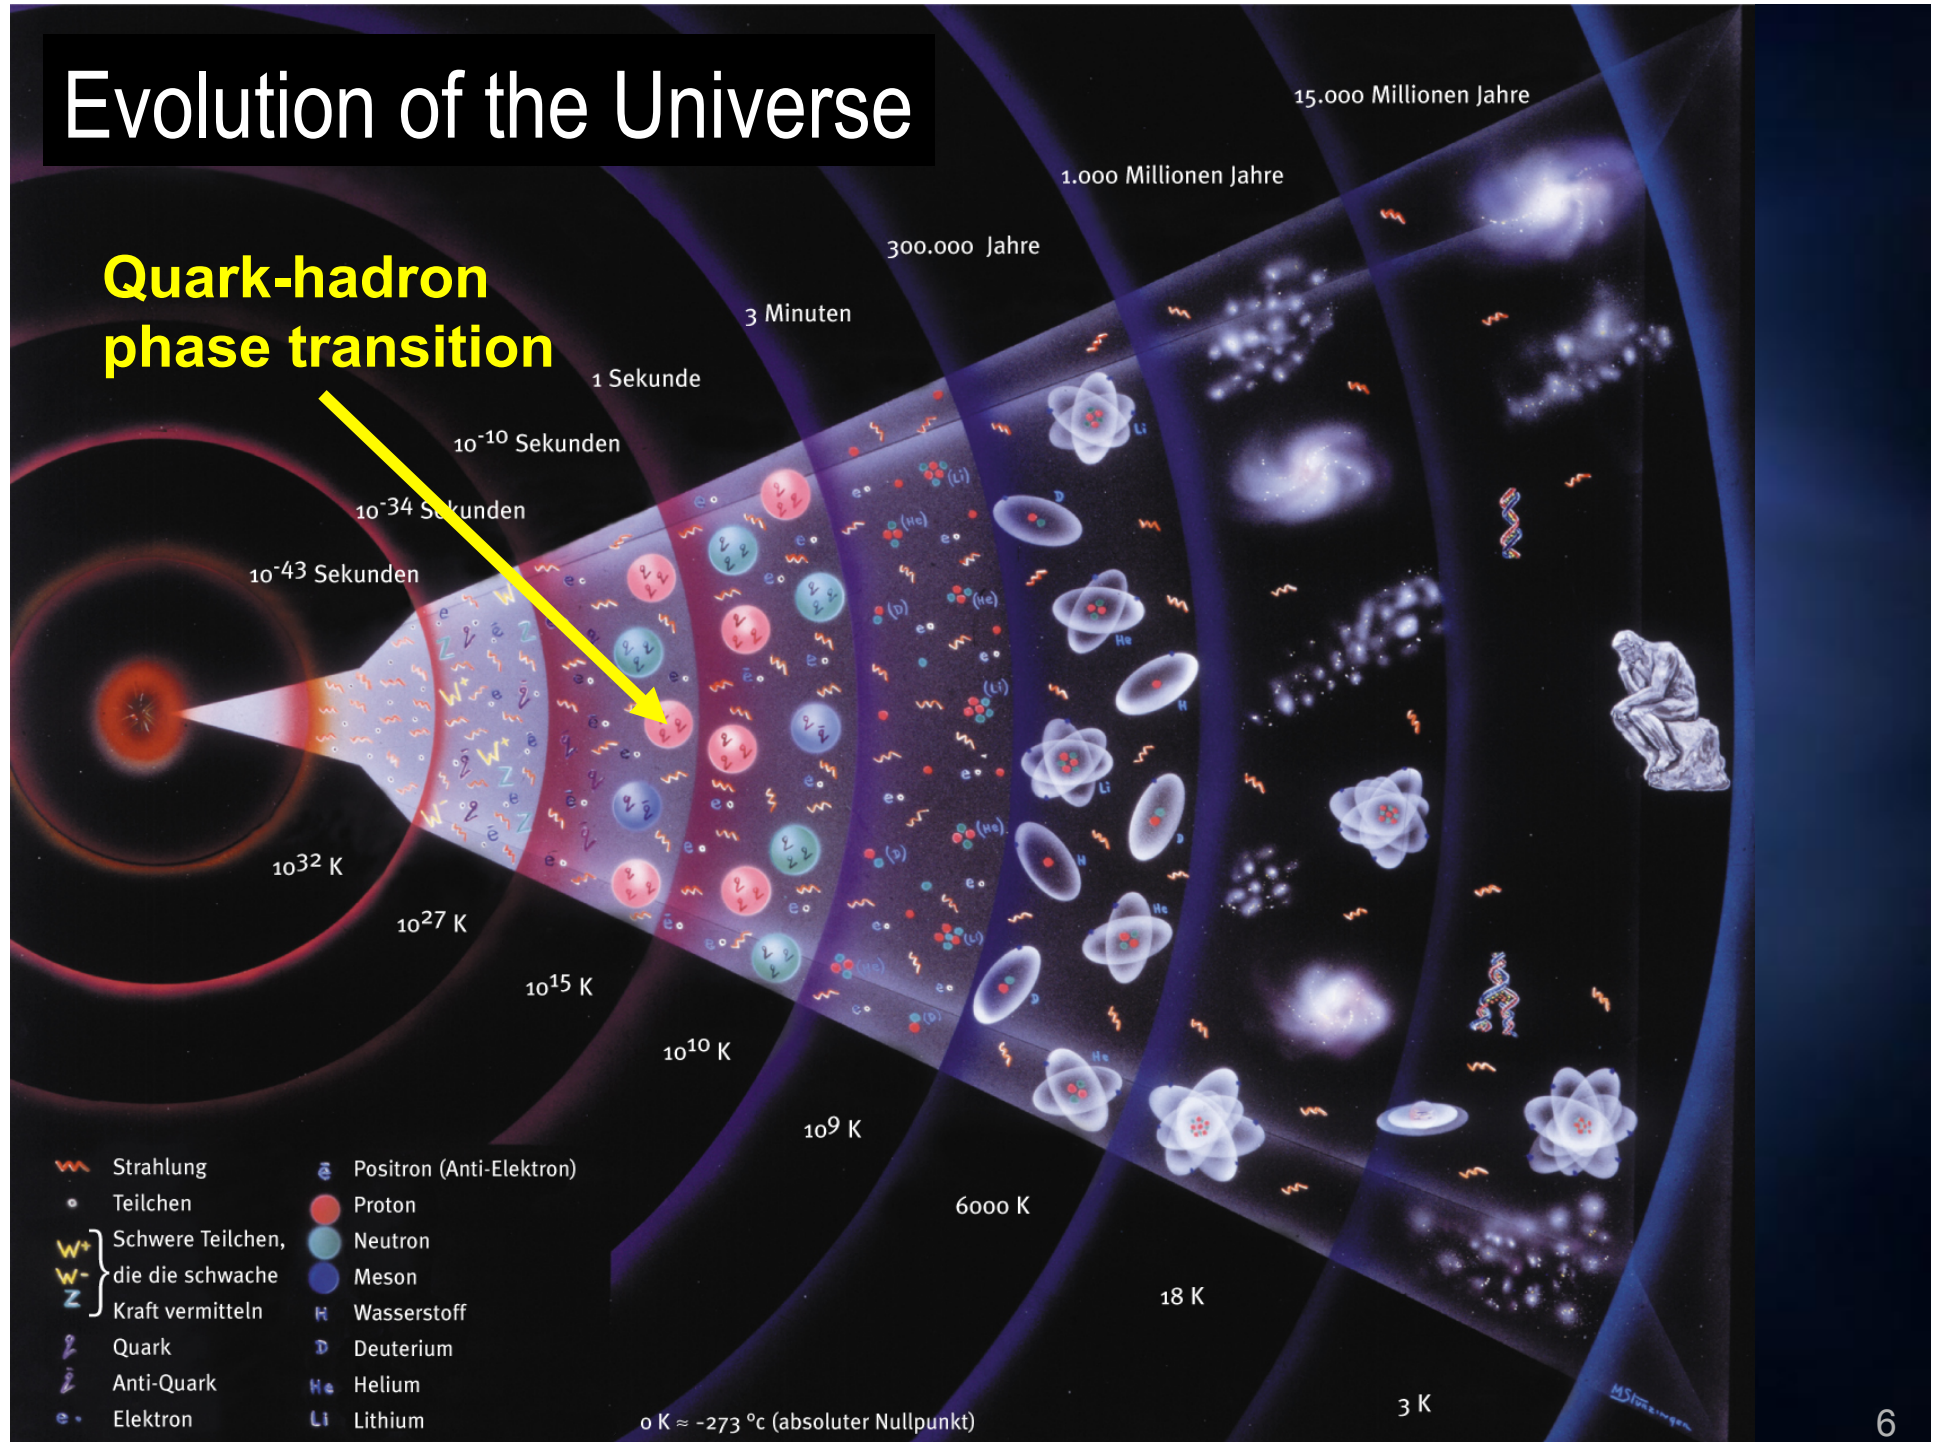 Evolution of the Universe
Quark-hadron
phase transition
15.000 Millionen Jahre
1.000 Millionen Jahre
300.000 Jahre
3 Minuten
1 Sekunde
10⁻¹⁰ Sekunden
10⁻³⁴ Sekunden
10⁻⁴³ Sekunden
10³² K
10²⁷ K
10¹⁵ K
10¹⁰ K
10⁹ K
6000 K
18 K
3 K
Strahlung
Teilchen
W+
W-
Z
Schwere Teilchen,
die die schwache
Kraft vermitteln
q Quark
q̄ Anti-Quark
e Elektron
ē Positron (Anti-Elektron)
Proton
Neutron
Meson
H Wasserstoff
D Deuterium
He Helium
Li Lithium
0 K ≈ -273 °c (absoluter Nullpunkt)
6